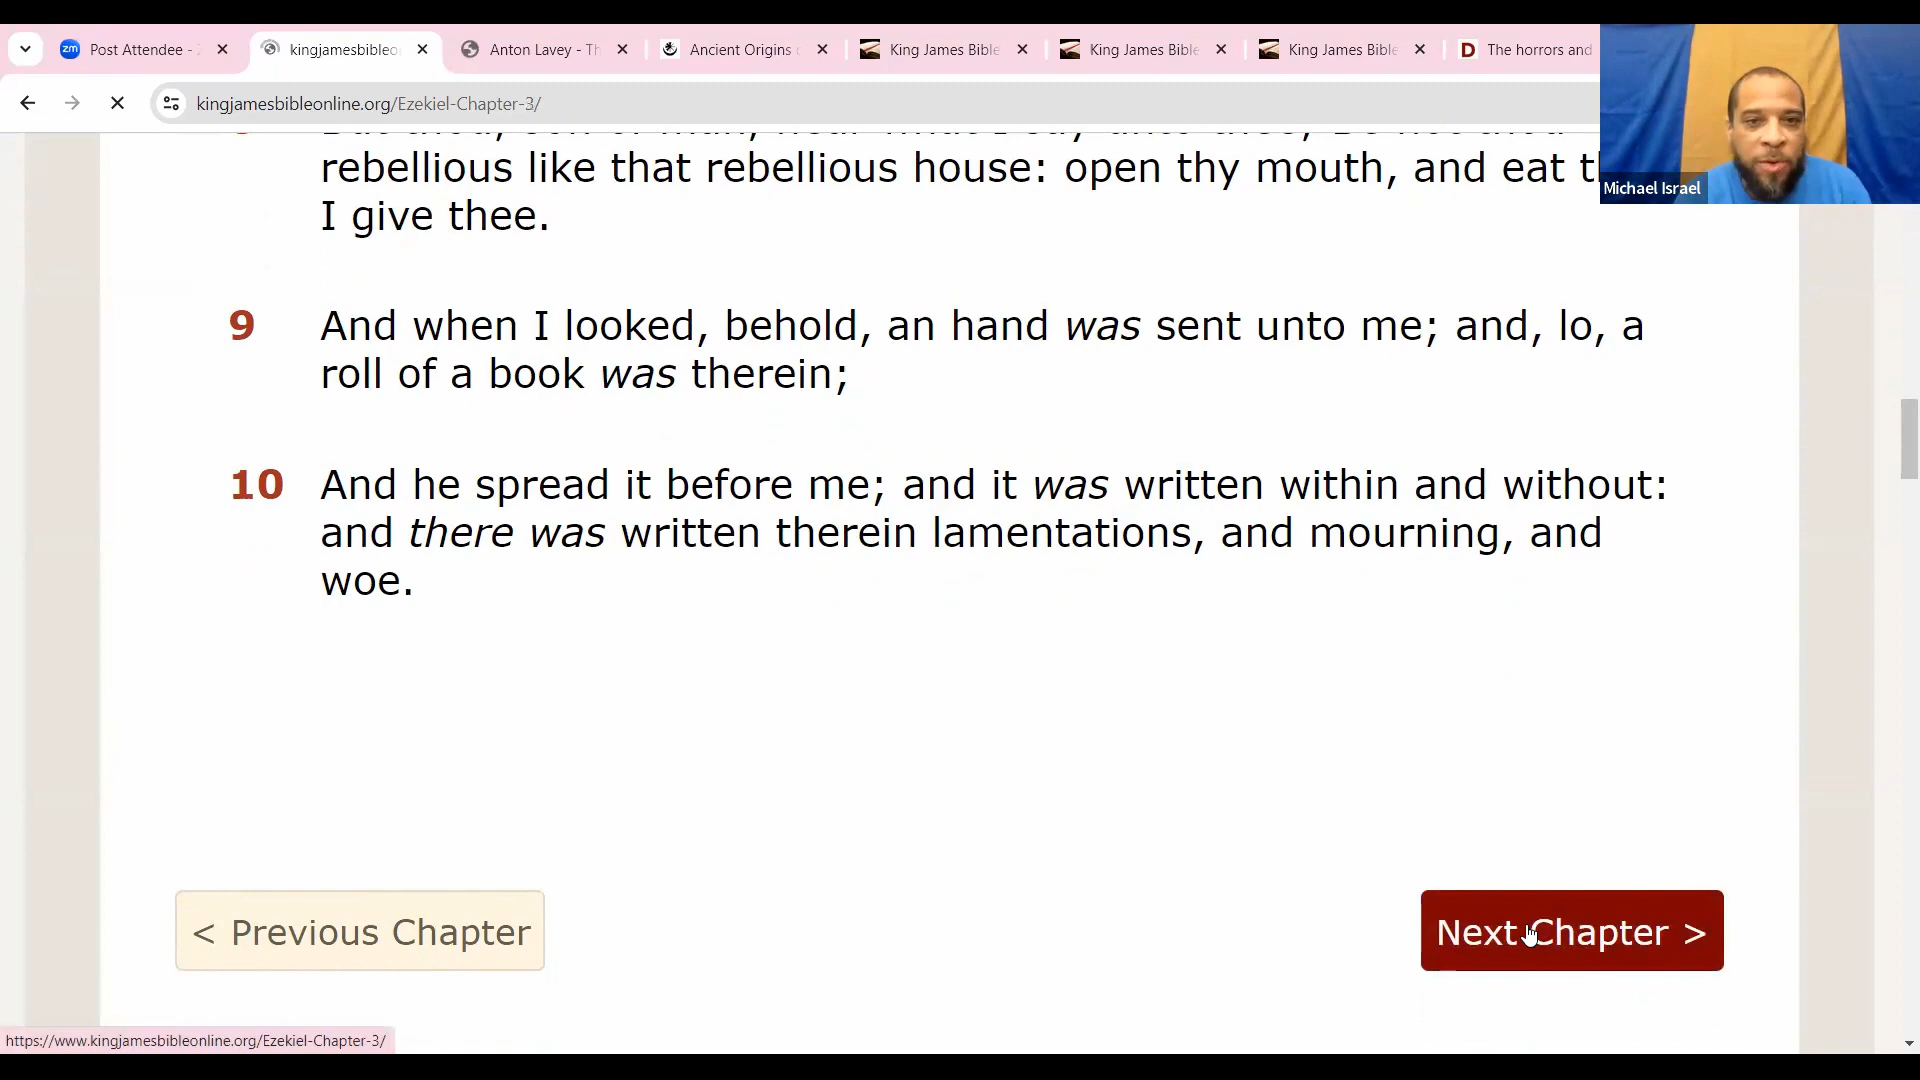 Post Attendee -
kingjamesbibleo
Anton Lavey - Th
Ancient Origins
King James Bible
King James Bible
King James Bible
The horrors and
kingjamesbibleonline.org/Ezekiel-Chapter-3/
Michael Israel
rebellious like that rebellious house: open thy mouth, and eat
I give thee.
9 And when I looked, behold, an hand was sent unto me; and, lo, a
roll of a book was therein;
10 And he spread it before me; and it was written within and without:
and there was written therein lamentations, and mourning, and
woe.
< Previous Chapter
Next Chapter >
https://www.kingjamesbibleonline.org/Ezekiel-Chapter-3/